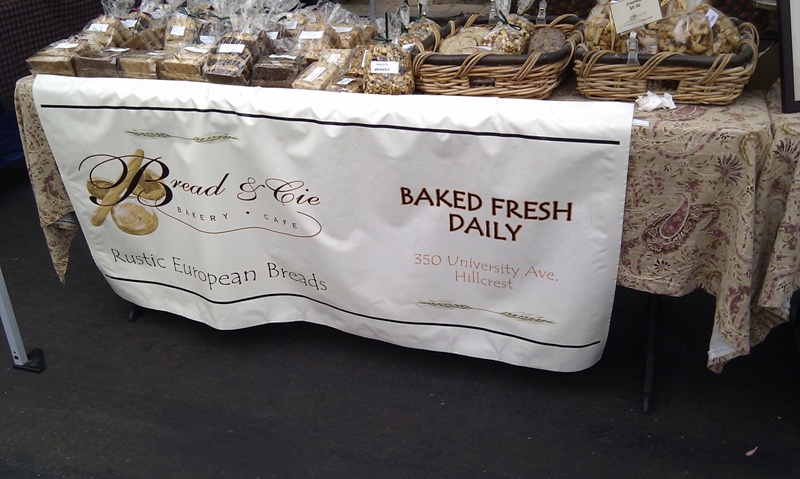 Bread & Cie
BAKERY • CAFE
Rustic European Breads
BAKED FRESH
DAILY
350 University Ave.
Hillcrest